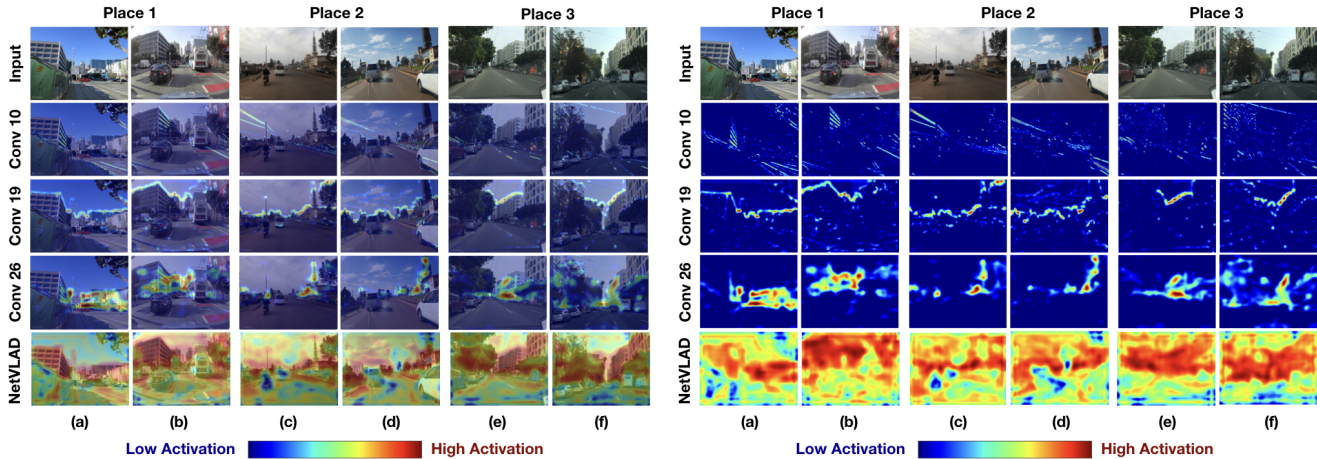 Place 1 Place 2 Place 3 Place 1 Place 2 Place 3
Input Input
Conv 10 Conv 10
Conv 19 Conv 19
Conv 26 Conv 26
NetVLAD NetVLAD
(a) (b) (c) (d) (e) (f) (a) (b) (c) (d) (e) (f)
Low Activation High Activation Low Activation High Activation